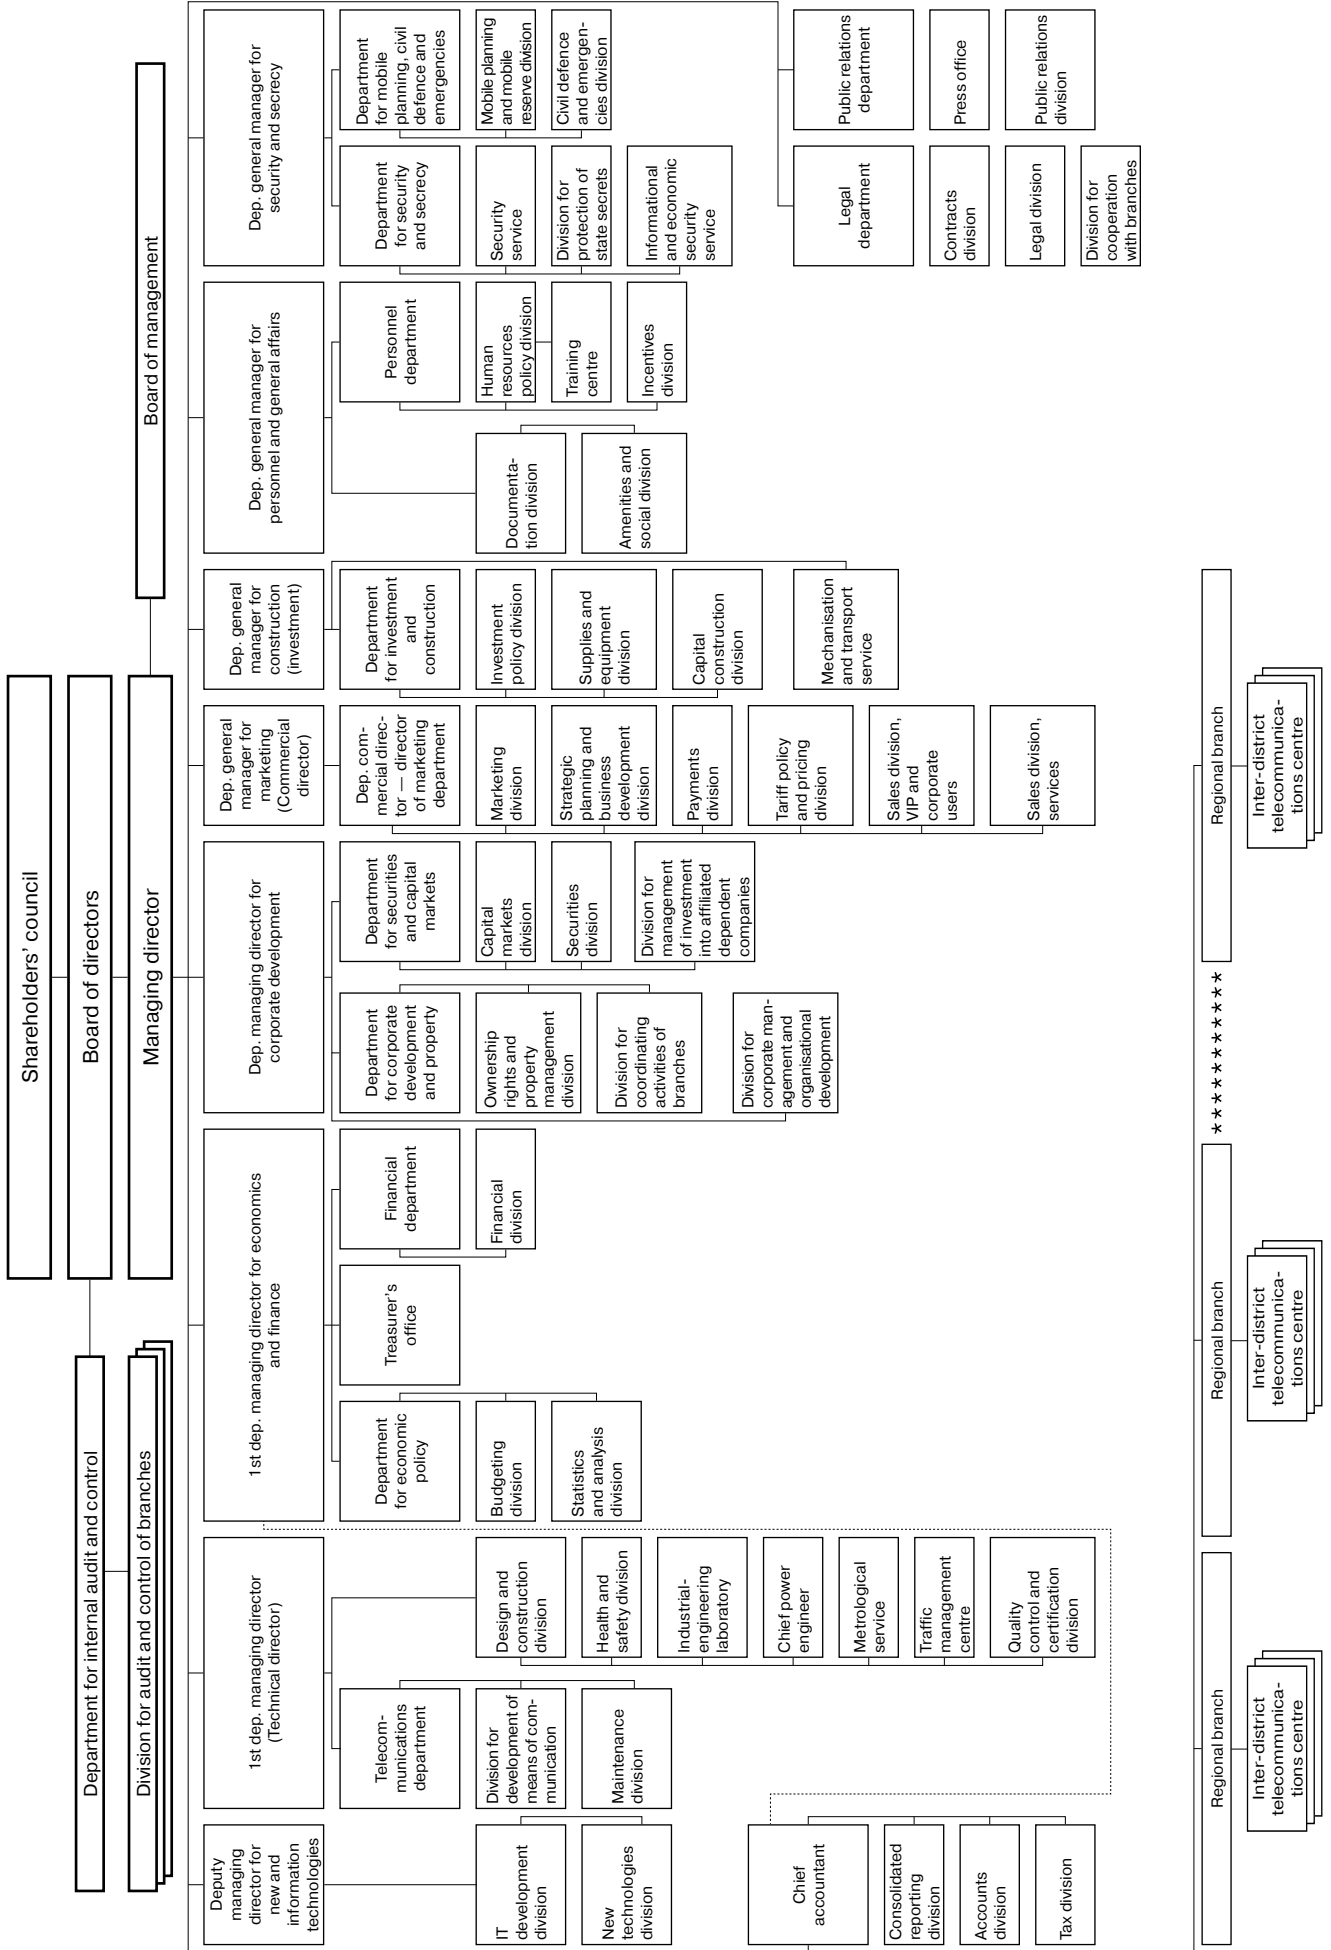 Shareholders' council
Board of directors
Managing director
Board of management
Department for internal audit and control
Division for audit and control of branches
Deputy
managing
director for
new and
information
technologies
IT
development
division
New
technologies
division
Chief
accountant
Consolidated
reporting
division
Accounts
division
Tax division
1st dep. managing director
(Technical director)
Telecom-
munications
department
Division for
development of
means of com-
munication
Maintenance
division
Design and
construction
division
Health and
safety division
Industrial-
engineering
laboratory
Chief power
engineer
Metrological
service
Traffic
management
centre
Quality
control and
certification
division
1st dep. managing director for economics
and finance
Department
for economic
policy
Budgeting
division
Statistics
and analysis
division
Treasurer's
office
Financial
department
Financial
division
Dep. managing director for
corporate development
Department
for corporate
development
and property
Ownership
rights and
property
management
division
Division for
coordinating
activities of
branches
Division for
corporate man-
agement and
organisational
development
Department
for securities
and capital
markets
Capital
markets
division
Securities
division
Division for
management
of investment
into affiliated
dependent
companies
Dep. general
manager for
marketing
(Commercial
director)
Dep. com-
mercial direc-
tor — director
of marketing
department
Marketing
division
Strategic
planning and
business
development
division
Payments
division
Tariff policy
and pricing
division
Sales division,
VIP and
corporate
users
Sales division,
services
Dep. general
manager for
construction
(investment)
Department
for investment
and
construction
Investment
policy division
Supplies and
equipment
division
Capital
construction
division
Mechanisation
and transport
service
Dep. general manager for
personnel and general affairs
Documenta-
tion division
Amenities and
social division
Personnel
department
Human
resources
policy division
Training
centre
Incentives
division
Dep. general manager for
security and secrecy
Department
for security
and secrecy
Security
service
Division for
protection of
state secrets
Informational
and economic
security
service
Department
for mobile
planning, civil
defence and
emergencies
Mobile planning
and mobile
reserve division
Civil defence
and emergen-
cies division
Legal
department
Contracts
division
Legal division
Division for
cooperation
with branches
Public relations
department
Press office
Public relations
division
Regional branch
Inter-district
telecommunica-
tions centre
Regional branch
Inter-district
telecommunica-
tions centre
***********
Regional branch
Inter-district
telecommunica-
tions centre